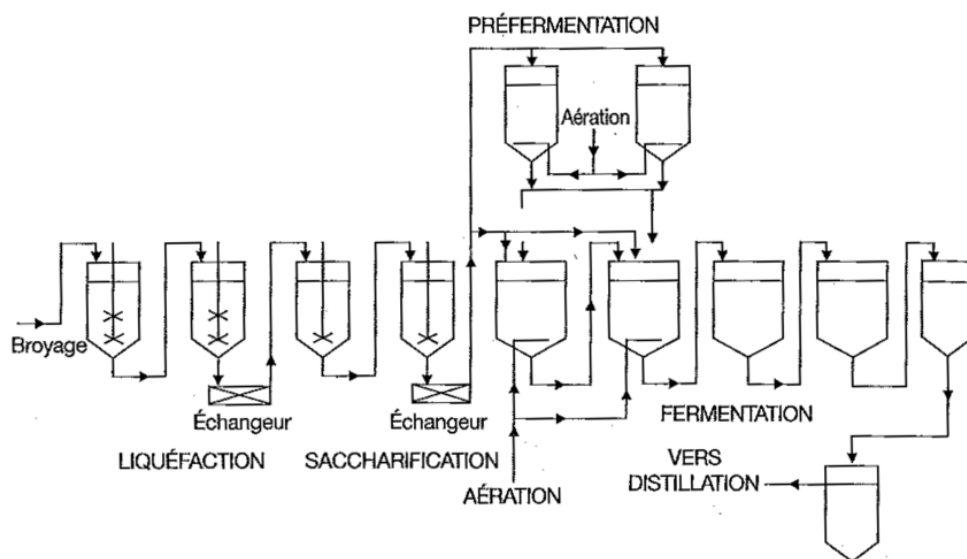 PRÉFERMENTATION
Aération
Broyage
Échangeur
Échangeur
LIQUÉFACTION
SACCHARIFICATION
AÉRATION
FERMENTATION
VERS
DISTILLATION